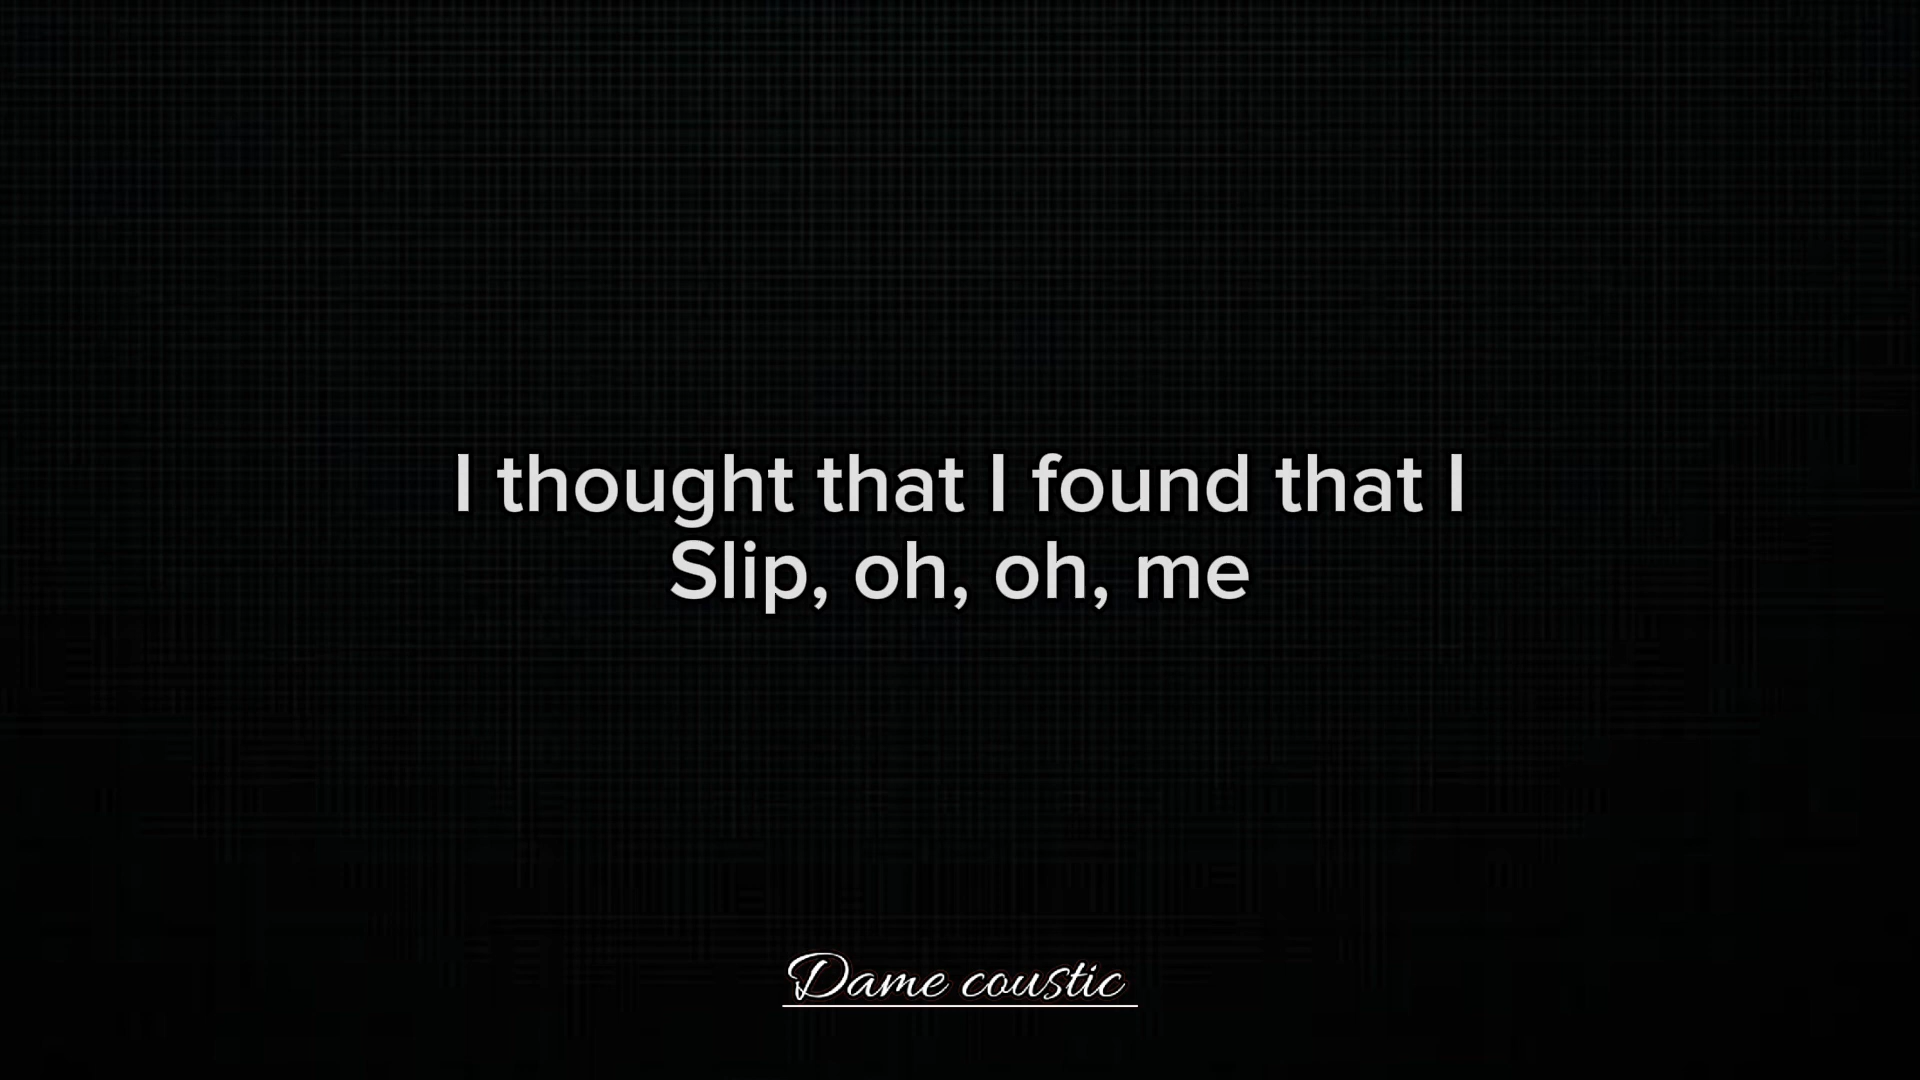 I thought that I found that I
Slip, oh, oh, me
Dame coustic